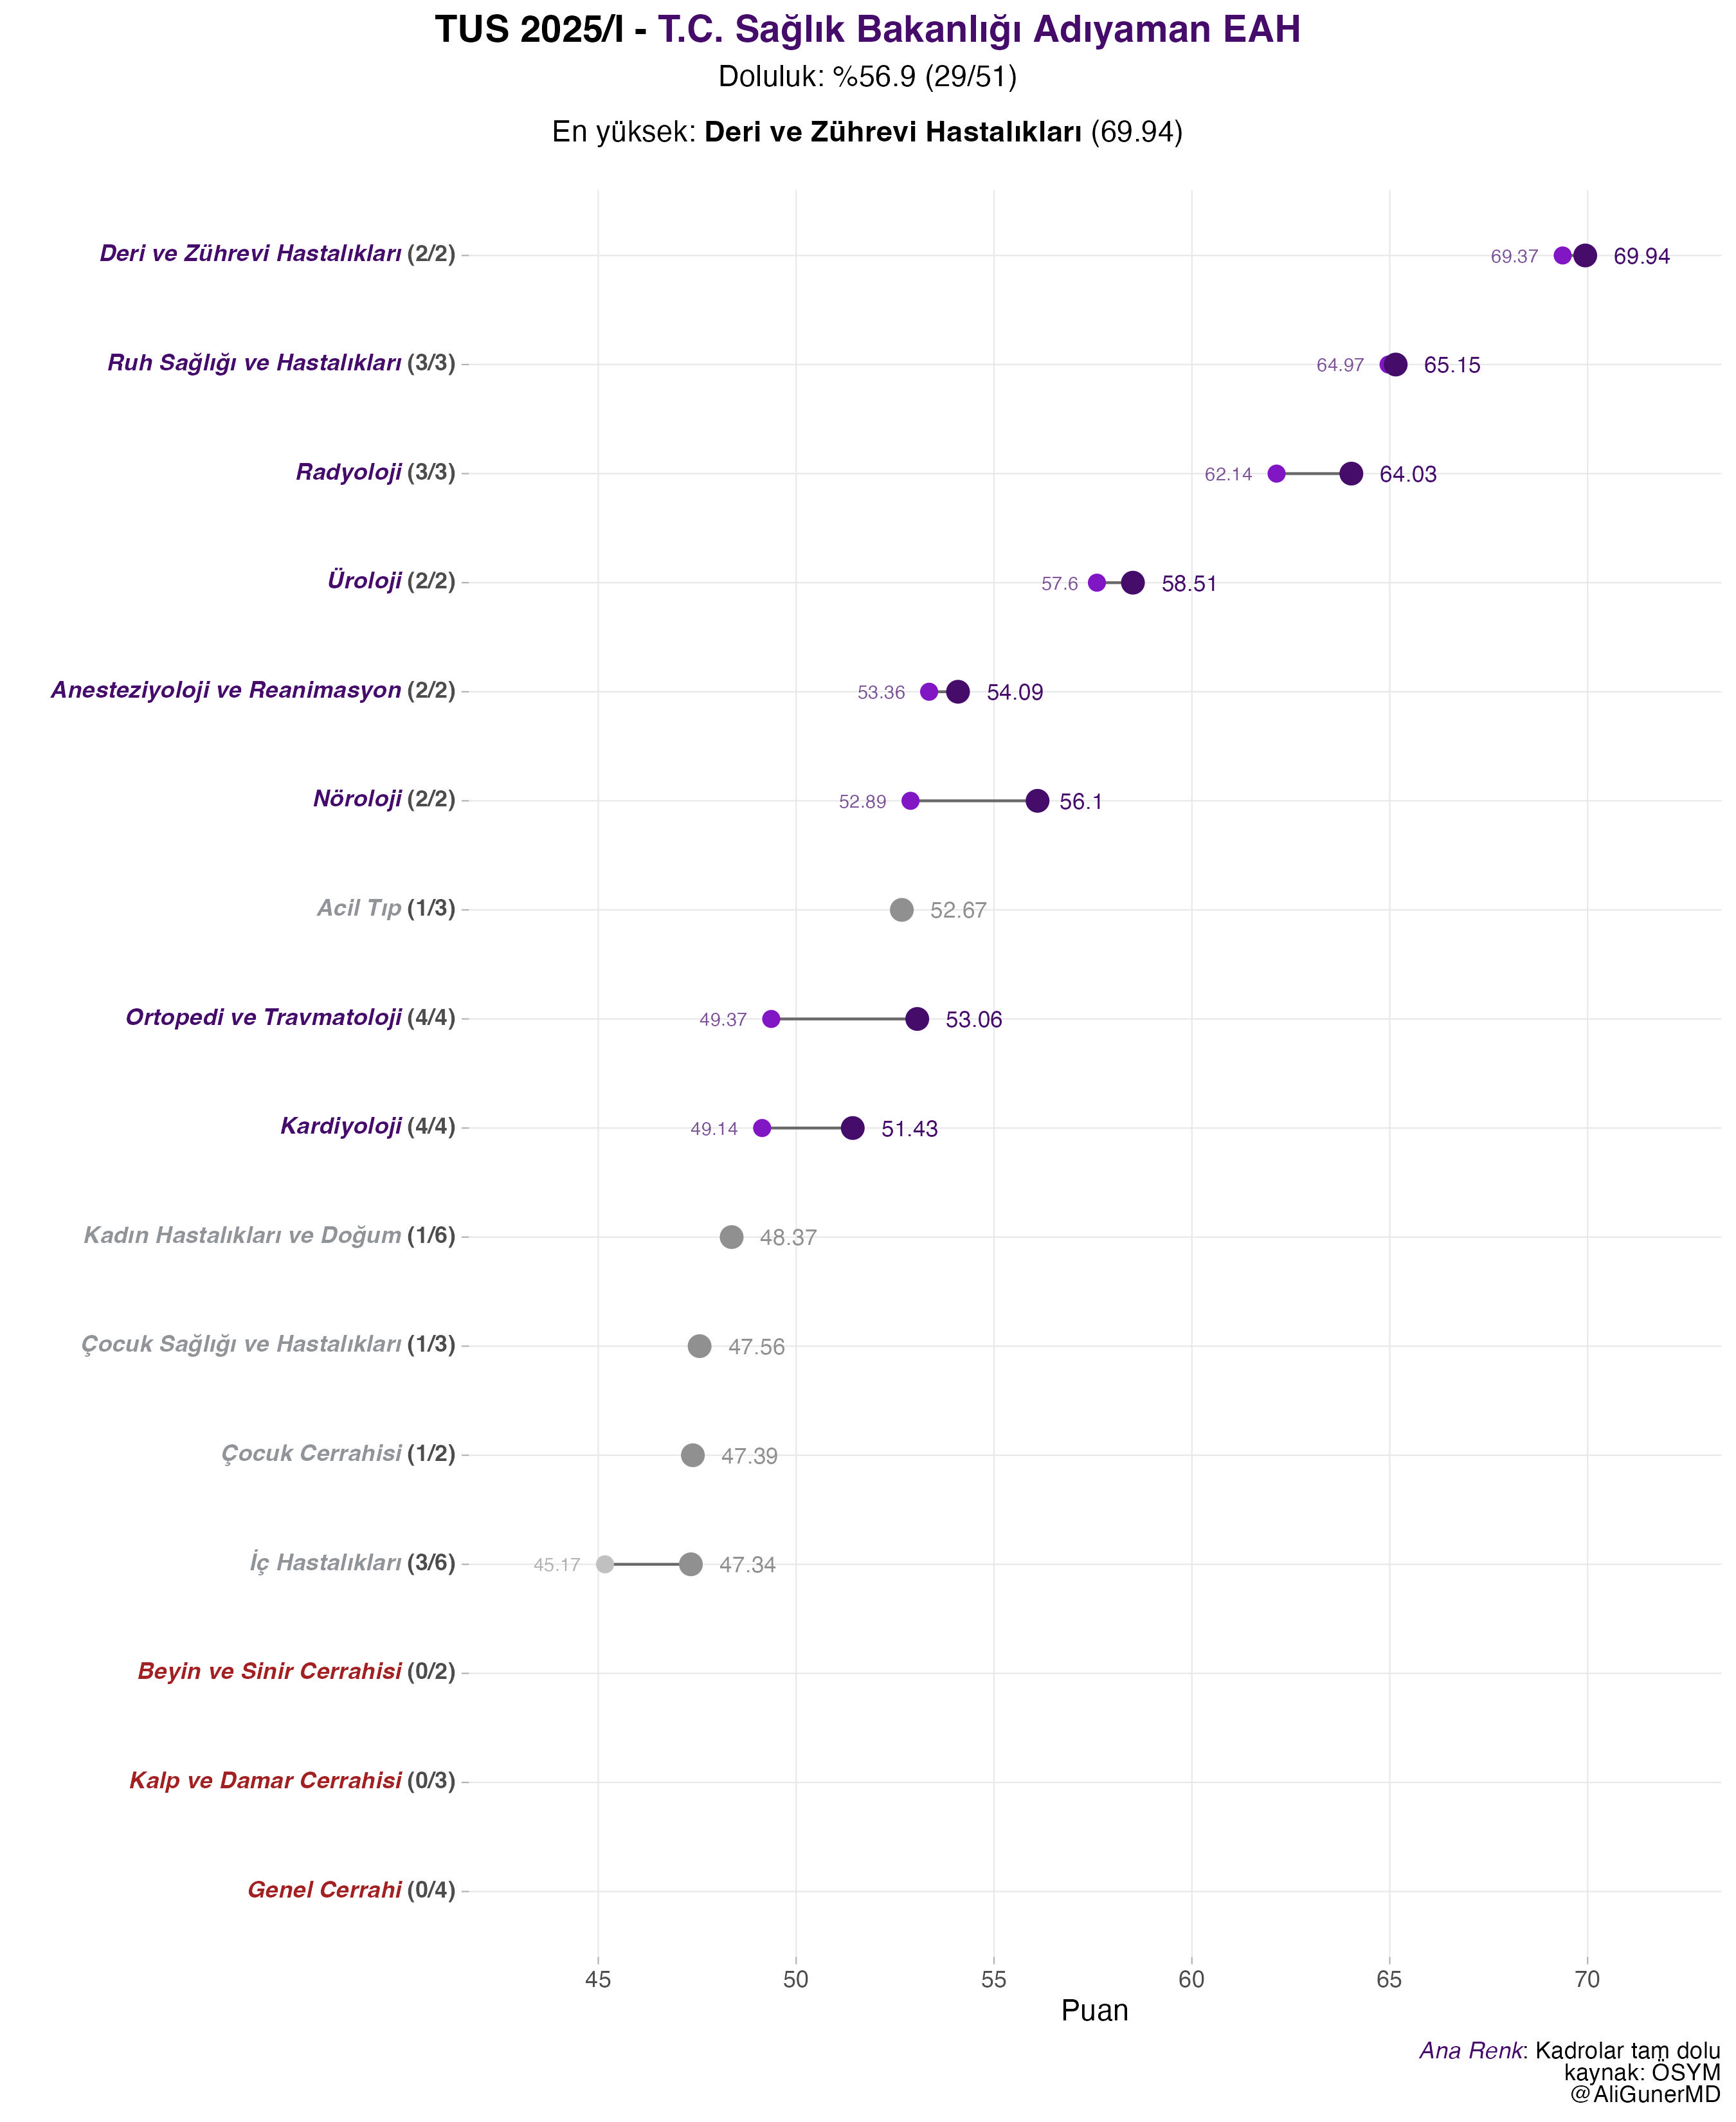 TUS 2025/I - T.C. Sağlık Bakanlığı Adıyaman EAH
Doluluk: %56.9 (29/51)
En yüksek: Deri ve Zührevi Hastalıkları (69.94)
Deri ve Zührevi Hastalıkları (2/2) 69.37 69.94
Ruh Sağlığı ve Hastalıkları (3/3) 64.97 65.15
Radyoloji (3/3) 62.14 64.03
Üroloji (2/2) 57.6 58.51
Anesteziyoloji ve Reanimasyon (2/2) 53.36 54.09
Nöroloji (2/2) 52.89 56.1
Acil Tıp (1/3) 52.67
Ortopedi ve Travmatoloji (4/4) 49.37 53.06
Kardiyoloji (4/4) 49.14 51.43
Kadın Hastalıkları ve Doğum (1/6) 48.37
Çocuk Sağlığı ve Hastalıkları (1/3) 47.56
Çocuk Cerrahisi (1/2) 47.39
İç Hastalıkları (3/6) 45.17 47.34
Beyin ve Sinir Cerrahisi (0/2)
Kalp ve Damar Cerrahisi (0/3)
Genel Cerrahi (0/4)
45 50 55 60 65 70
Puan
Ana Renk: Kadrolar tam dolu
kaynak: ÖSYM
@AliGunerMD